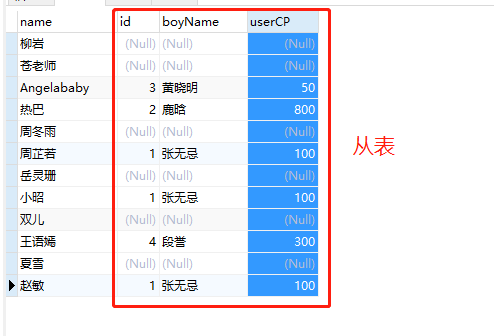 name id boyName userCP
柳岩 (Null) (Null) (Null)
苍老师 (Null) (Null) (Null)
Angelababy 3 黄晓明 50
热巴 2 鹿晗 800
周冬雨 (Null) (Null) (Null)
周芷若 1 张无忌 100
岳灵珊 (Null) (Null) (Null)
小昭 1 张无忌 100
双儿 (Null) (Null) (Null)
王语嫣 4 段誉 300
夏雪 (Null) (Null) (Null)
赵敏 1 张无忌 100
从表